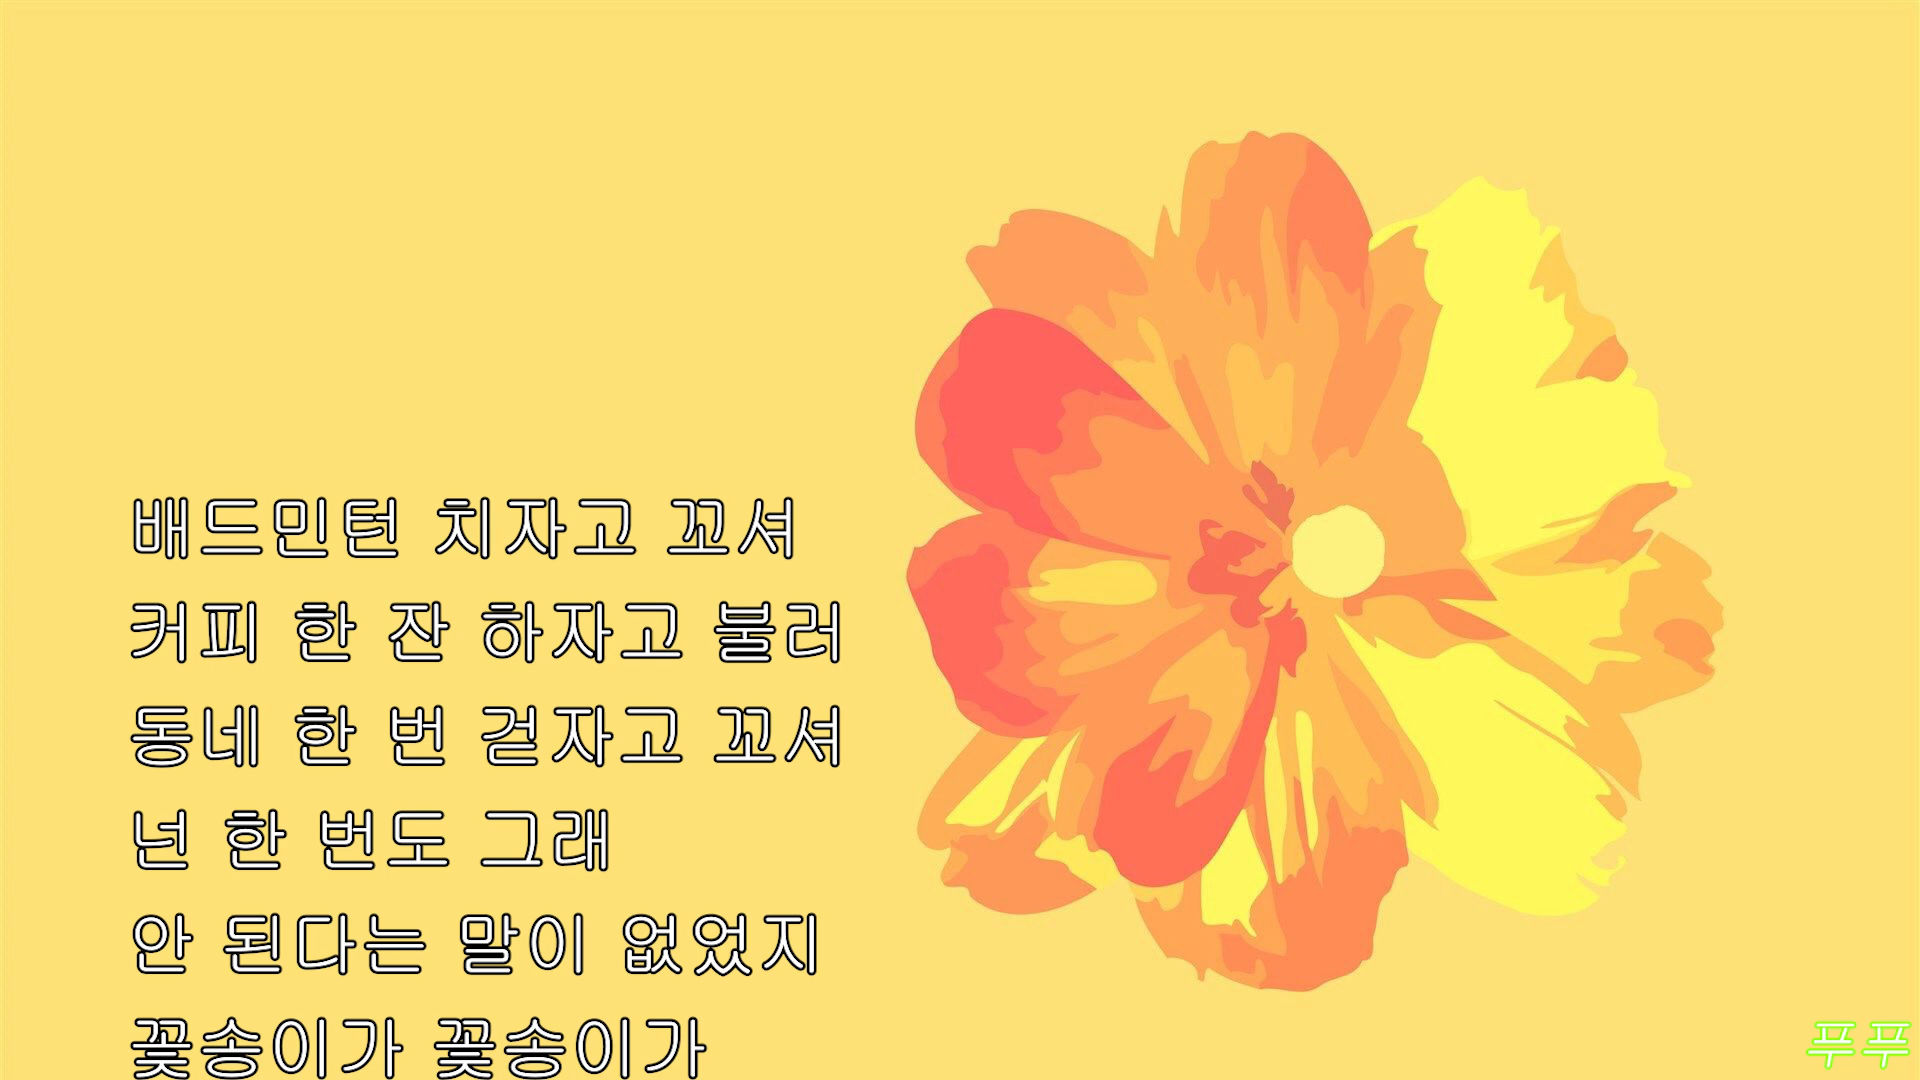 배드민턴 치자고 꼬셔
커피 한 잔 하자고 불러
동네 한 번 걷자고 꼬셔
넌 한 번도 그래
안 된다는 말이 없었지
꽃송이가 꽃송이가
푸푸